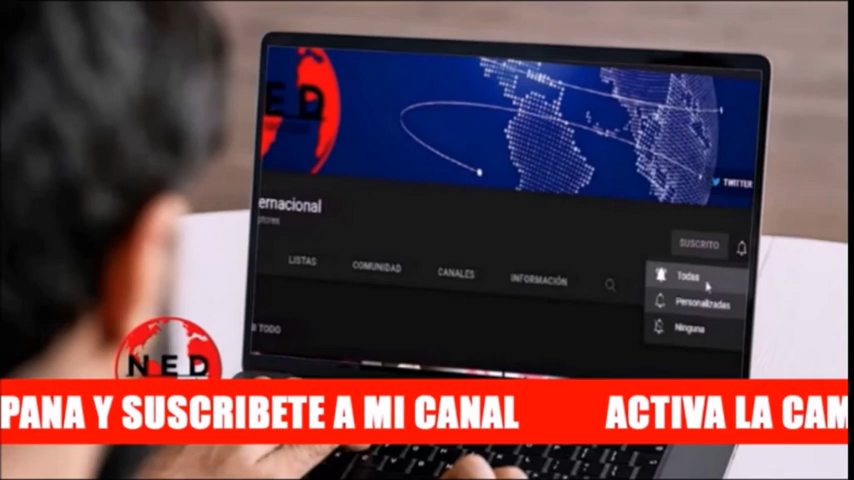 ED
TWITTER
ernacional
SUSCRITO
LISTAS
COMUNIDAD
CANALES
INFORMACIÓN
Todas
Personalizadas
Ninguna
R TODO
NED
PANA Y SUSCRIBETE A MI CANAL ACTIVA LA CAM